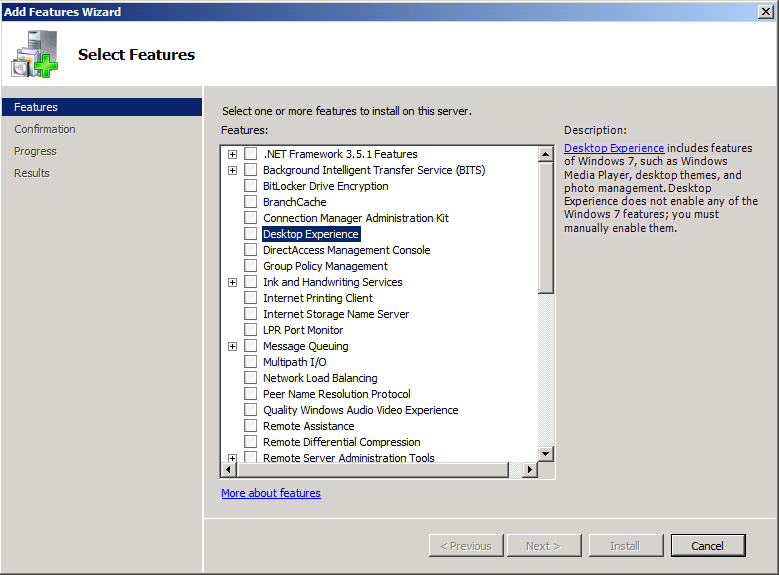 Add Features Wizard
Select Features
Features
Confirmation
Progress
Results
Select one or more features to install on this server.
Features:
.NET Framework 3.5.1 Features
Background Intelligent Transfer Service (BITS)
BitLocker Drive Encryption
BranchCache
Connection Manager Administration Kit
Desktop Experience
DirectAccess Management Console
Group Policy Management
Ink and Handwriting Services
Internet Printing Client
Internet Storage Name Server
LPR Port Monitor
Message Queuing
Multipath I/O
Network Load Balancing
Peer Name Resolution Protocol
Quality Windows Audio Video Experience
Remote Assistance
Remote Differential Compression
Remote Server Administration Tools
More about features
Description:
Desktop Experience includes features
of Windows 7, such as Windows
Media Player, desktop themes, and
photo management. Desktop
Experience does not enable any of the
Windows 7 features; you must
manually enable them.
< Previous
Next >
Install
Cancel